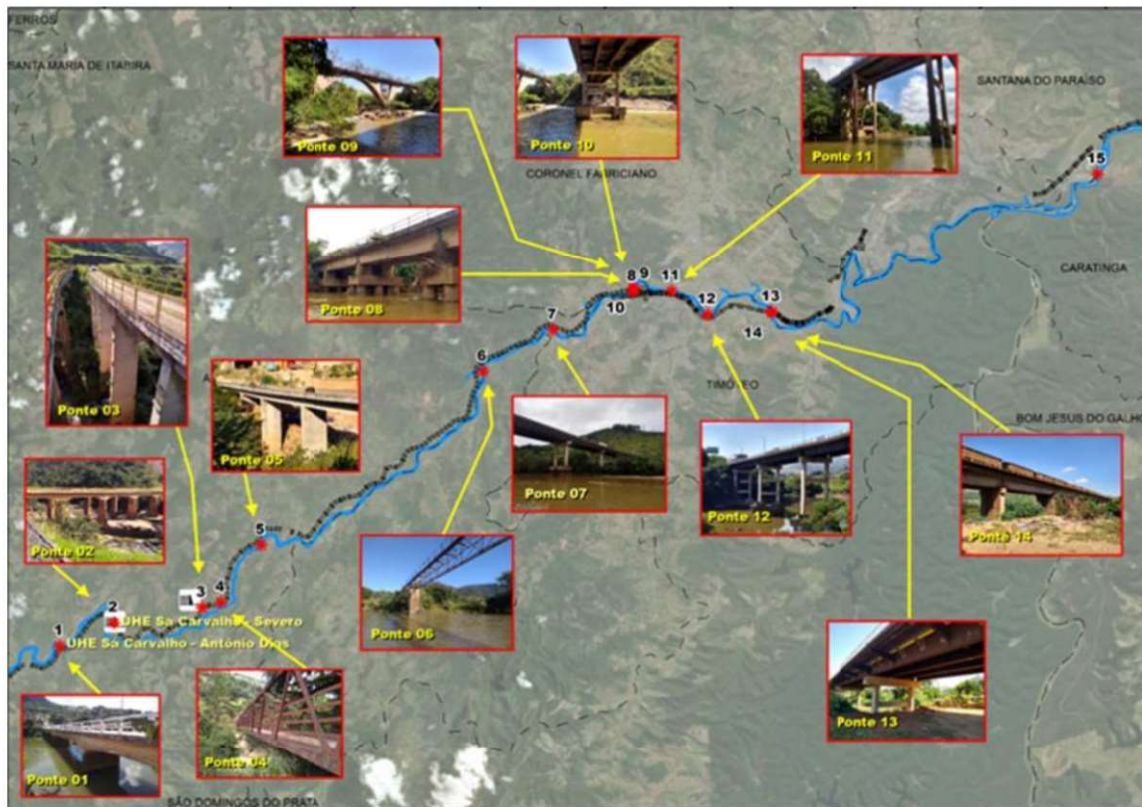 FERROS
SANTA MARIA DE ITABIRA
Ponte 09
Ponte 10
Ponte 11
SANTANA DO PARAÍSO
CORONEL FABRICIANO
15
Ponte 08
8
9
11
10
12
13
14
CARATINGA
7
6
Ponte 03
A
Ponte 05
TIMÓTEO
BOM JESUS DO GALHO
Ponte 07
Ponte 12
Ponte 14
5
Ponte 02
Ponte 06
3
4
2
UHE Sa Carvalho - Severo
1
UHE Sa Carvalho - Antônio Dias
Ponte 13
Ponte 01
Ponte 04
SÃO DOMINGOS DO PRATA